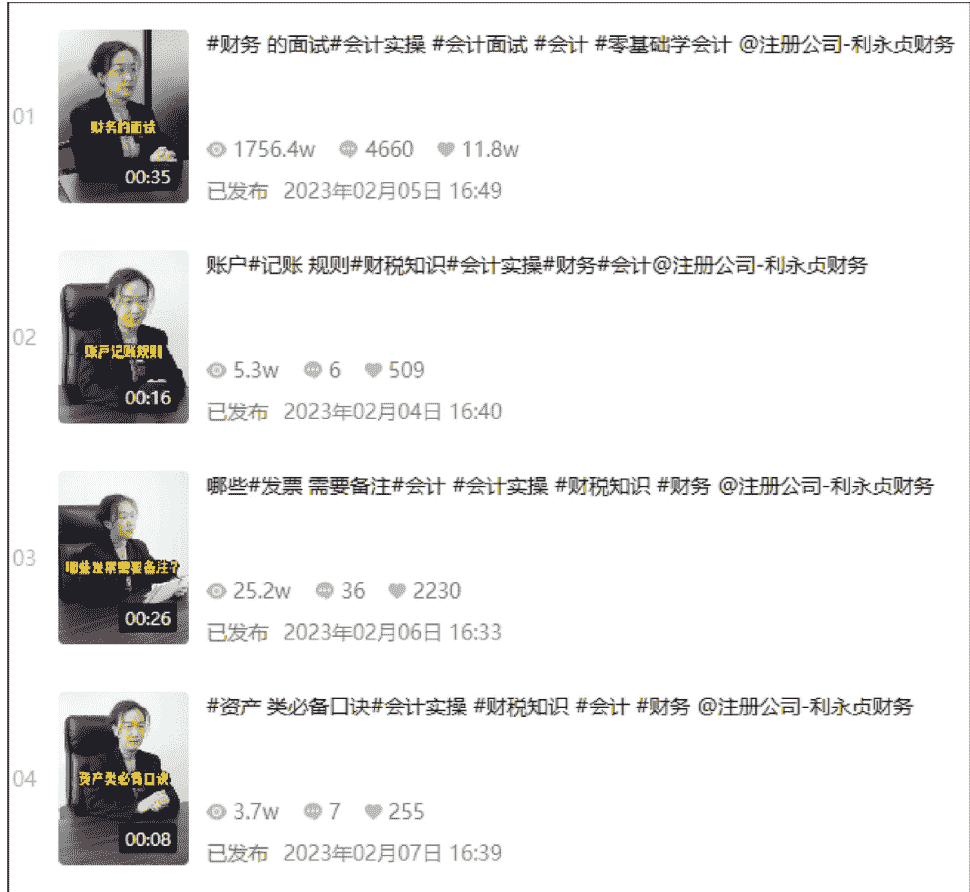 #财务 的面试#会计实操 #会计面试 #会计 #零基础学会计 @注册公司-利永贞财务
01
财务的面试
00:35
1756.4w 4660 11.8w
已发布 2023年02月05日 16:49
账户#记账 规则#财税知识#会计实操#财务#会计@注册公司-利永贞财务
02
账户记账规则
00:16
5.3w 6 509
已发布 2023年02月04日 16:40
哪些#发票 需要备注#会计 #会计实操 #财税知识 #财务 @注册公司-利永贞财务
03
哪些发票需要备注?
00:26
25.2w 36 2230
已发布 2023年02月06日 16:33
#资产 类必备口诀#会计实操 #财税知识 #会计 #财务 @注册公司-利永贞财务
04
资产类必备口诀
00:08
3.7w 7 255
已发布 2023年02月07日 16:39